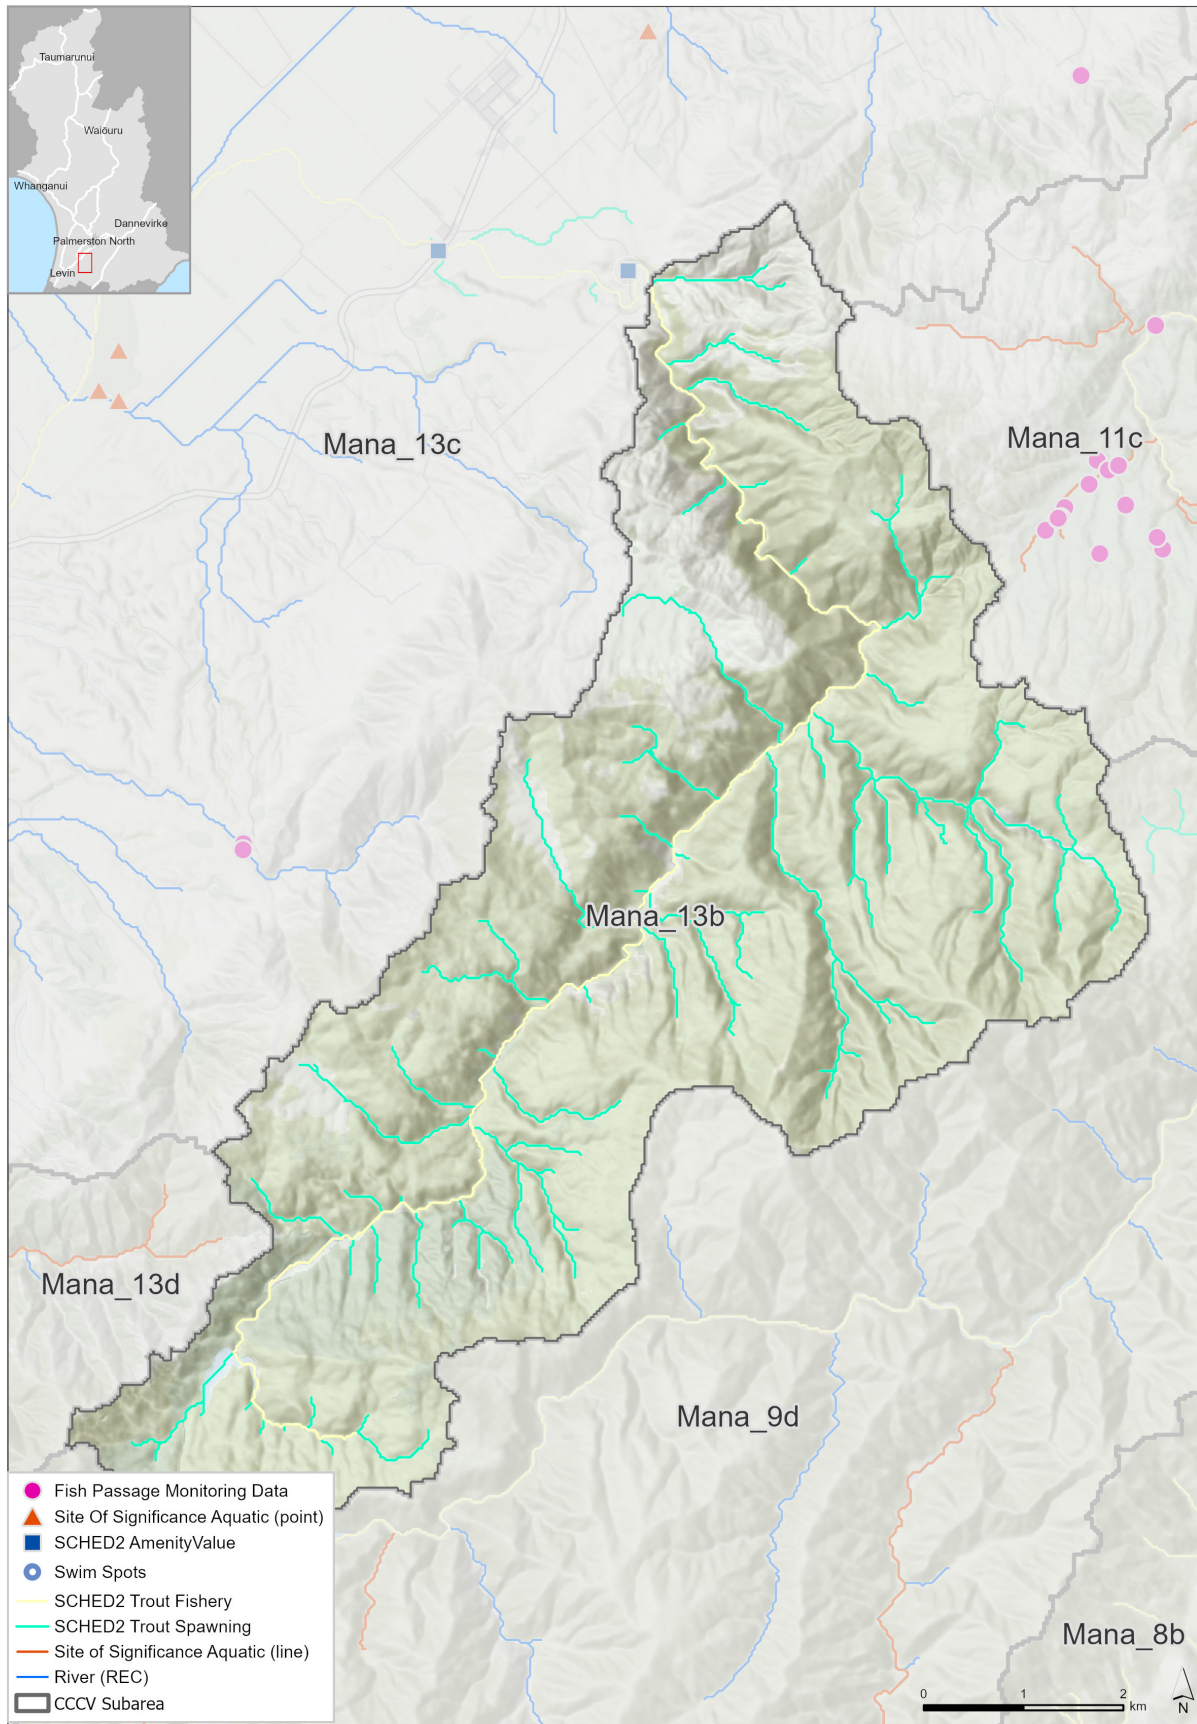 Taumarunui
Waiōuru
Whanganui
Dannevirke
Palmerston North
Levin
Mana_13c
Mana_11c
Mana_13b
Mana_13d
Mana_9d
Mana_8b
Fish Passage Monitoring Data
Site Of Significance Aquatic (point)
SCHED2 AmenityValue
Swim Spots
SCHED2 Trout Fishery
SCHED2 Trout Spawning
Site of Significance Aquatic (line)
River (REC)
CCCV Subarea
0 1 2
km
N